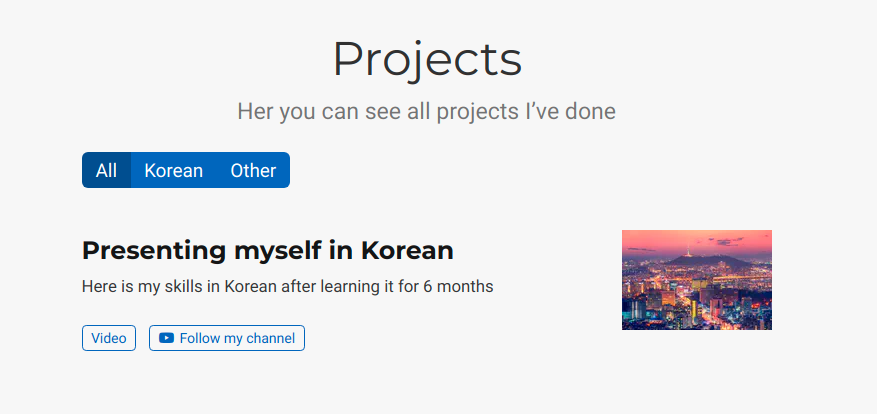 Projects
Her you can see all projects I’ve done
All Korean Other
Presenting myself in Korean
Here is my skills in Korean after learning it for 6 months
Video Follow my channel